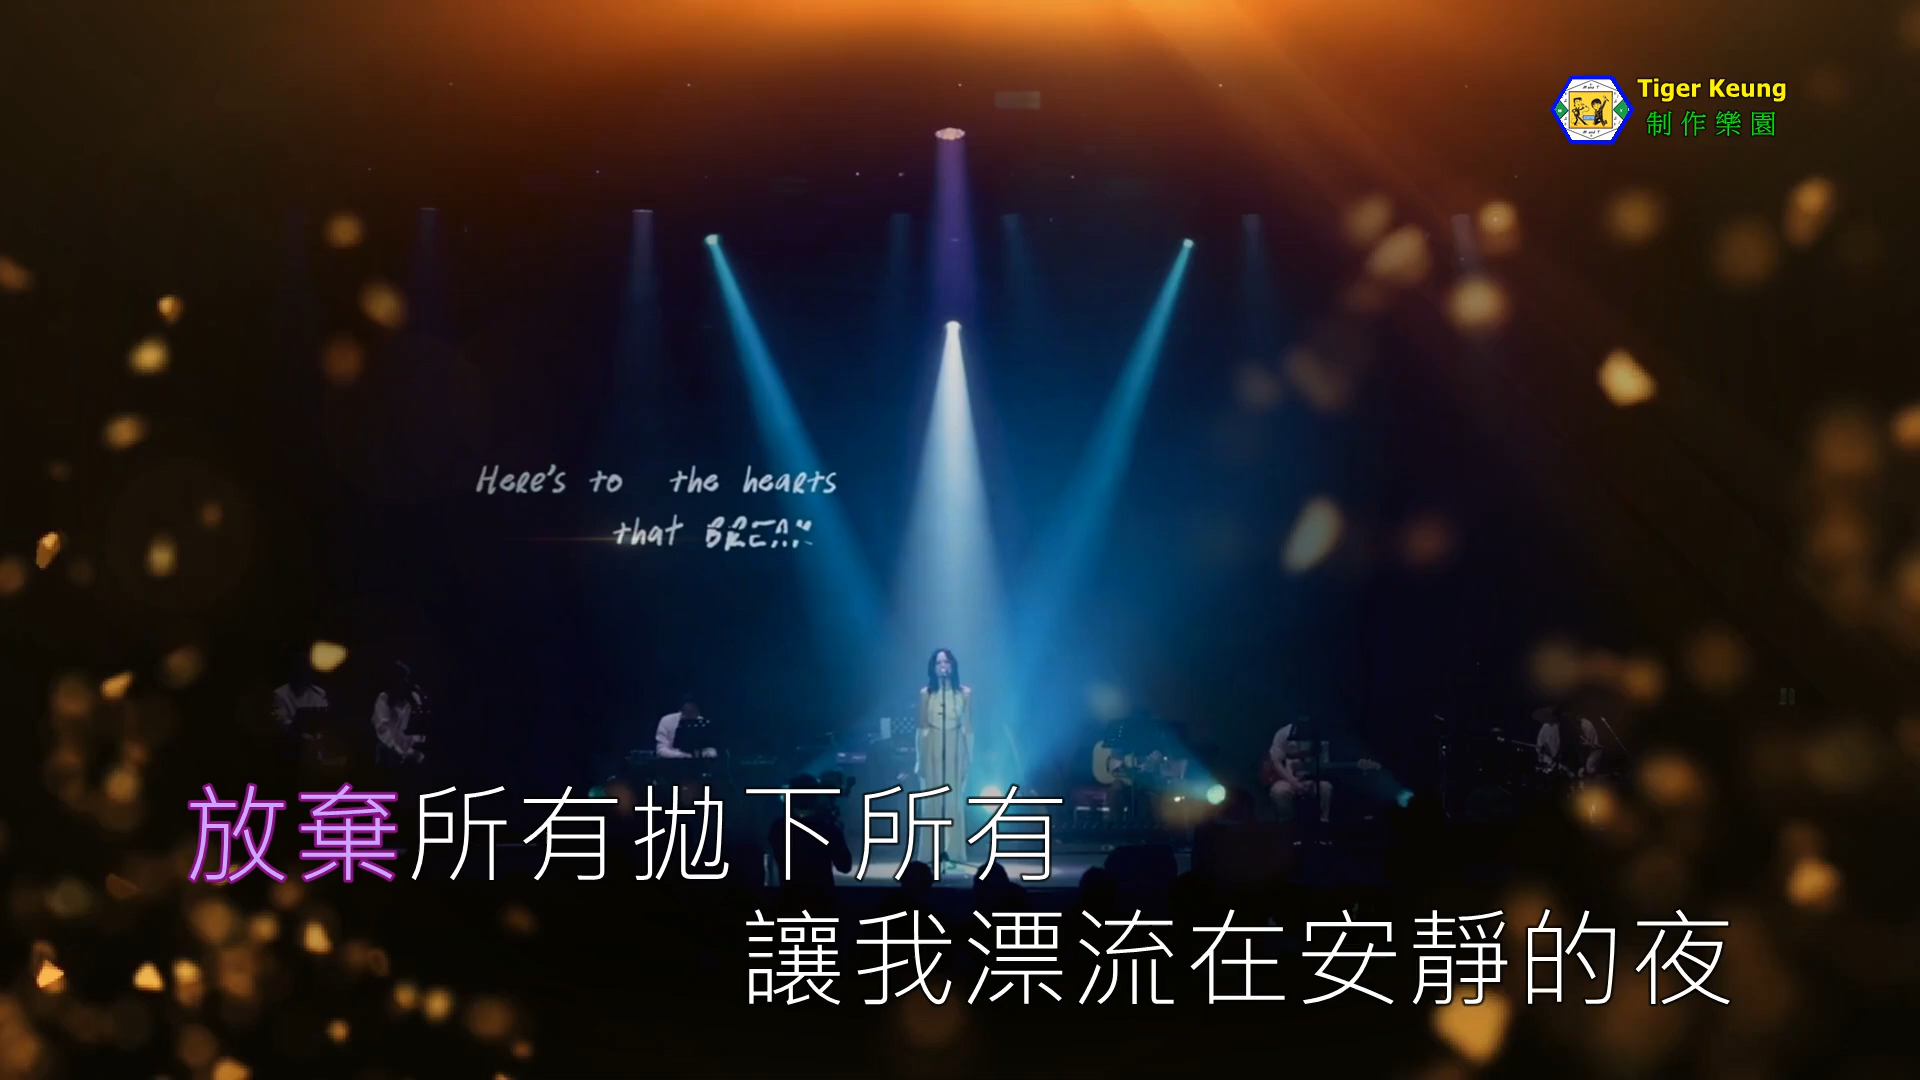 Tiger Keung
制作樂園
Here's to the hearts
that
放棄所有拋下所有
讓我漂流在安靜的夜